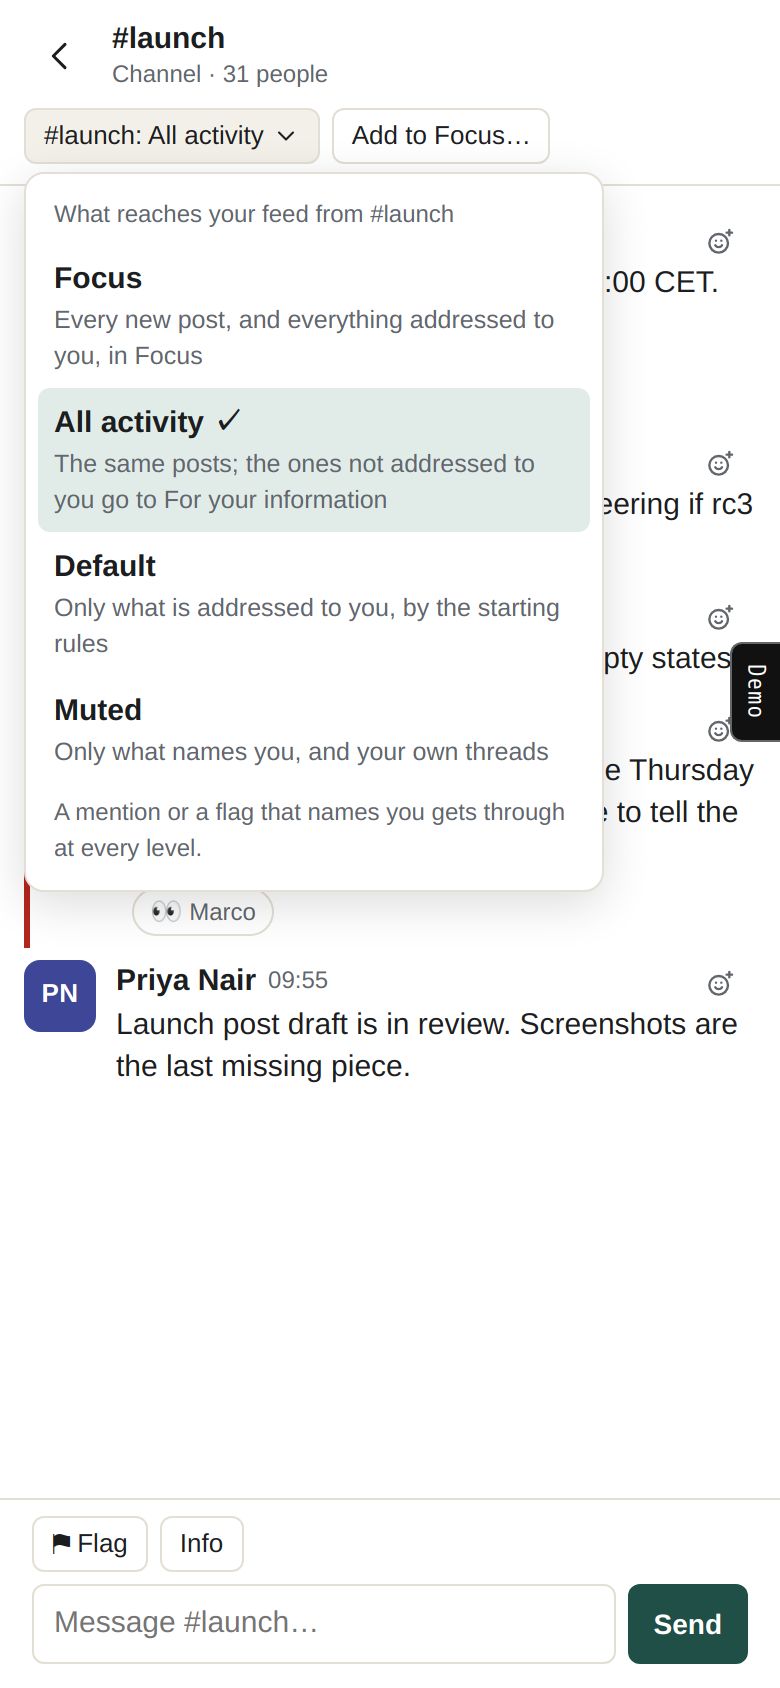 #launch
Channel · 31 people
#launch: All activity
Add to Focus…
What reaches your feed from #launch
Focus
Every new post, and everything addressed to
you, in Focus
All activity ✓
The same posts; the ones not addressed to
you go to For your information
Default
Only what is addressed to you, by the starting
rules
Muted
Only what names you, and your own threads
A mention or a flag that names you gets through
at every level.
:00 CET.
if rc3
states
Demo
Thursday
to tell the
👀 Marco
PN
Priya Nair 09:55
Launch post draft is in review. Screenshots are
the last missing piece.
Flag
Info
Message #launch…
Send